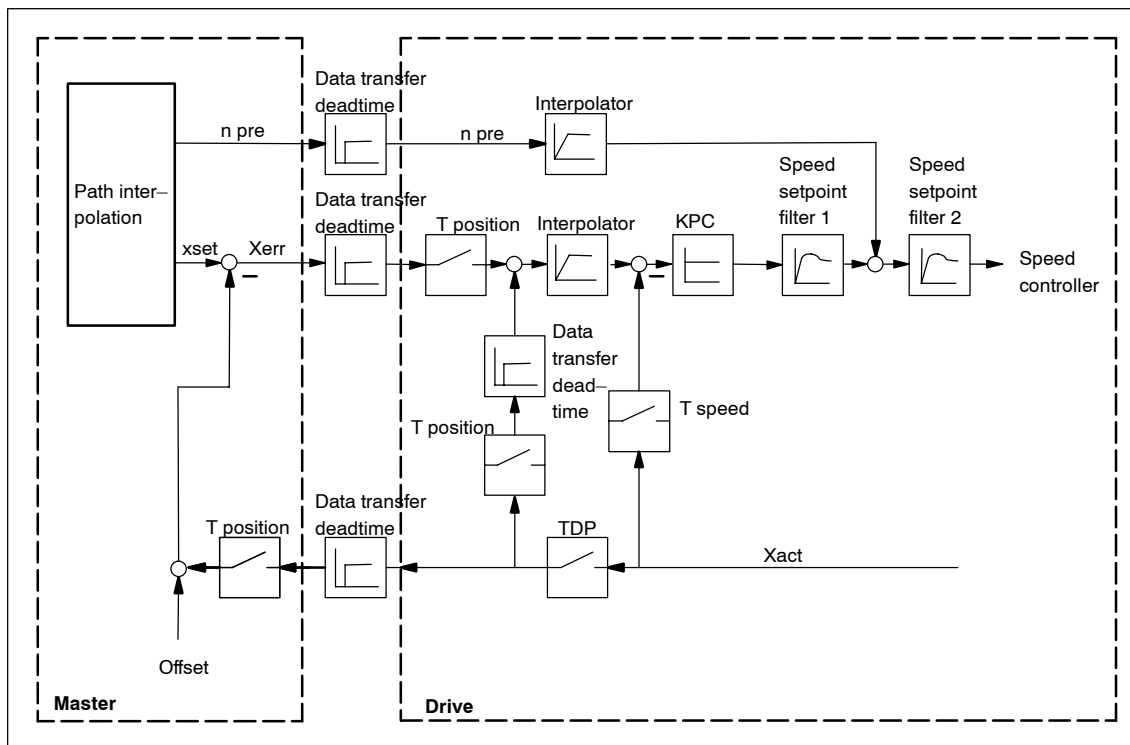 Data transfer
deadtime
Interpolator
n pre
n pre
Path inter–
polation
Speed
setpoint
filter 1
Speed
setpoint
filter 2
Data transfer
deadtime
T position
Interpolator
KPC
xset
Xerr
Speed
controller
Data
transfer
dead–
time
T speed
T position
Data transfer
deadtime
T position
TDP
Xact
Offset
Master
Drive